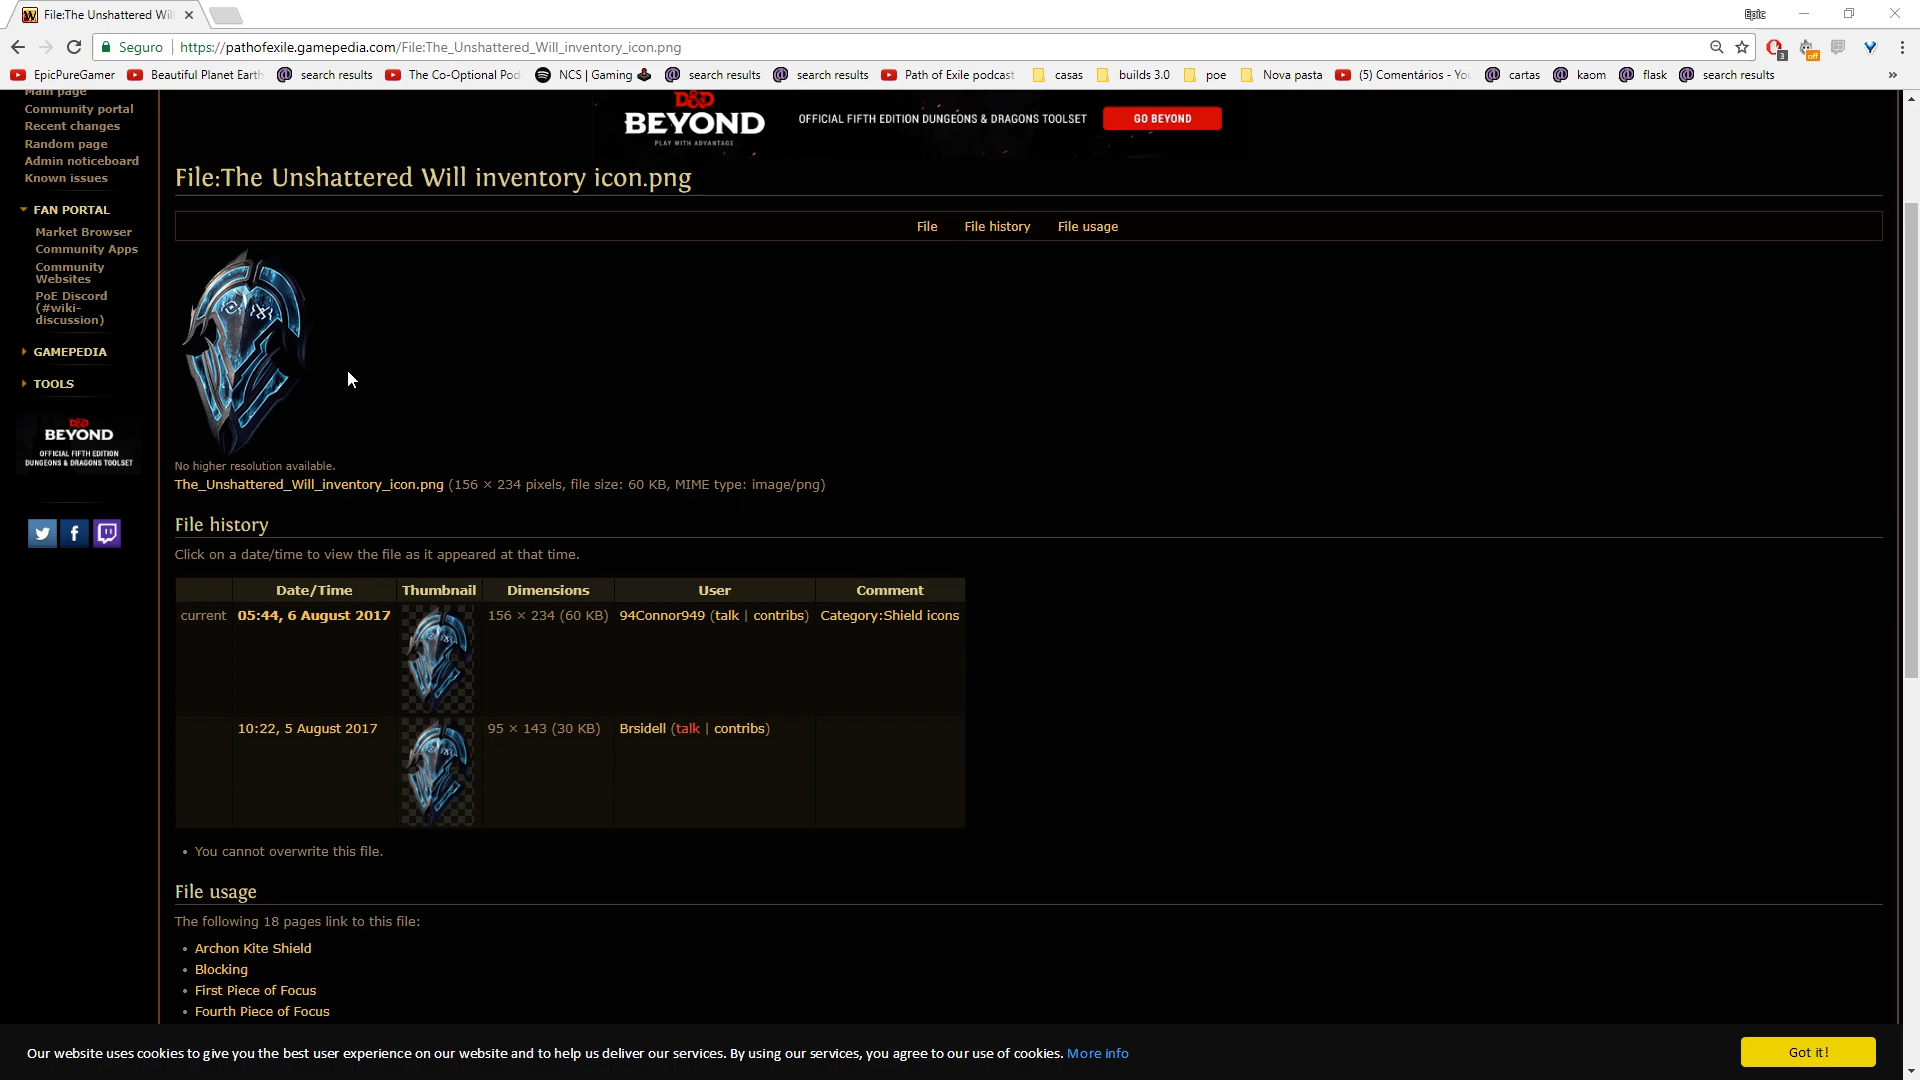 File:The Unshattered Wil
Epic
Seguro
https://pathofexile.gamepedia.com/File:The_Unshattered_Will_inventory_icon.png
3
off
EpicPureGamer
Beautiful Planet Earth
search results
The Co-Optional Pod
NCS | Gaming
search results
search results
Path of Exile podcast
casas
builds 3.0
poe
Nova pasta
(5) Comentários - You
cartas
kaom
flask
search results
»
Main page
Community portal
Recent changes
Random page
Admin noticeboard
Known issues
FAN PORTAL
Market Browser
Community Apps
Community
Websites
PoE Discord
(#wiki-
discussion)
GAMEPEDIA
TOOLS
D&D
BEYOND
OFFICIAL FIFTH EDITION
DUNGEONS & DRAGONS TOOLSET
D&D
BEYOND
PLAY WITH ADVANTAGE
OFFICIAL FIFTH EDITION DUNGEONS & DRAGONS TOOLSET
GO BEYOND
File:The Unshattered Will inventory icon.png
File File history File usage
No higher resolution available.
The_Unshattered_Will_inventory_icon.png (156 × 234 pixels, file size: 60 KB, MIME type: image/png)
File history
Click on a date/time to view the file as it appeared at that time.
Date/Time Thumbnail Dimensions User Comment
current 05:44, 6 August 2017 156 × 234 (60 KB) 94Connor949 (talk | contribs) Category:Shield icons
10:22, 5 August 2017 95 × 143 (30 KB) Brsidell (talk | contribs)
• You cannot overwrite this file.
File usage
The following 18 pages link to this file:
• Archon Kite Shield
• Blocking
• First Piece of Focus
• Fourth Piece of Focus
Our website uses cookies to give you the best user experience on our website and to help us deliver our services. By using our services, you agree to our use of cookies. More info
Got it!